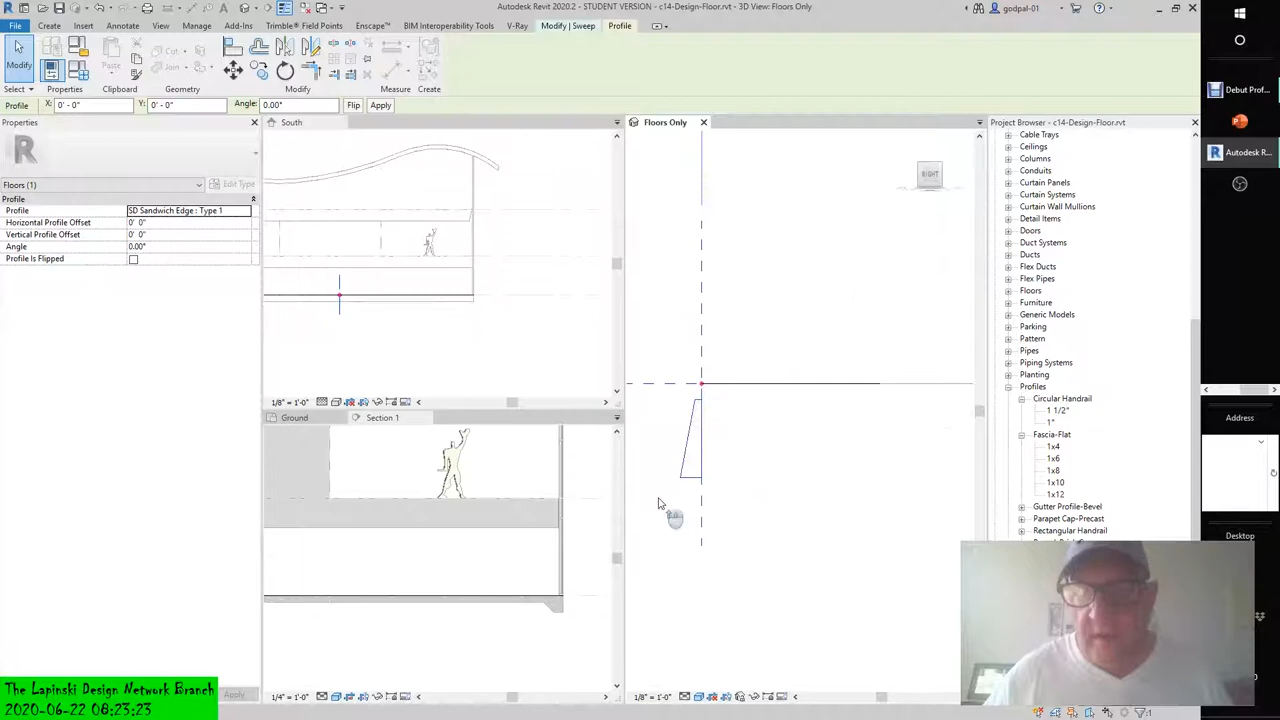 Autodesk Revit 2020.2 - STUDENT VERSION - c14-Design-Floor.rvt - 3D View: Floors Only
godpal-01
File Architecture Structure Steel Systems Insert Annotate Analyze Massing & Site Collaborate View Manage Add-Ins Trimble® Field Points Enscape™ BIM Interoperability Tools V-Ray Modify | Sweep Profile
Modify Paste Cut Join
Select Properties Clipboard Geometry Modify Measure Create
Profile X: 0' - 0" Y: 0' - 0" Angle: 0.00° Flip Apply
Properties
South
Floors Only
Project Browser - c14-Design-Floor.rvt
Floors (1) Edit Type
Profile
Profile SD Sandwich Edge : Type 1
Horizontal Profile Offset 0' 0"
Vertical Profile Offset 0' 0"
Angle 0.00°
Profile Is Flipped
Apply
1/8" = 1'-0"
Ground
Section 1
1/4" = 1'-0"
RIGHT
1/8" = 1'-0"
Cable Trays
Ceilings
Columns
Conduits
Curtain Panels
Curtain Systems
Curtain Wall Mullions
Detail Items
Doors
Duct Systems
Ducts
Flex Ducts
Flex Pipes
Floors
Furniture
Generic Models
Parking
Pattern
Pipes
Piping Systems
Planting
Profiles
Circular Handrail
1 1/2"
1"
Fascia-Flat
1x4
1x6
1x8
1x10
1x12
Gutter Profile-Bevel
Parapet Cap-Precast
Rectangular Handrail
Debut Prof...
Autodesk R...
Address
Desktop
The Lapinski Design Network Branch
2020-06-22 08:23:23